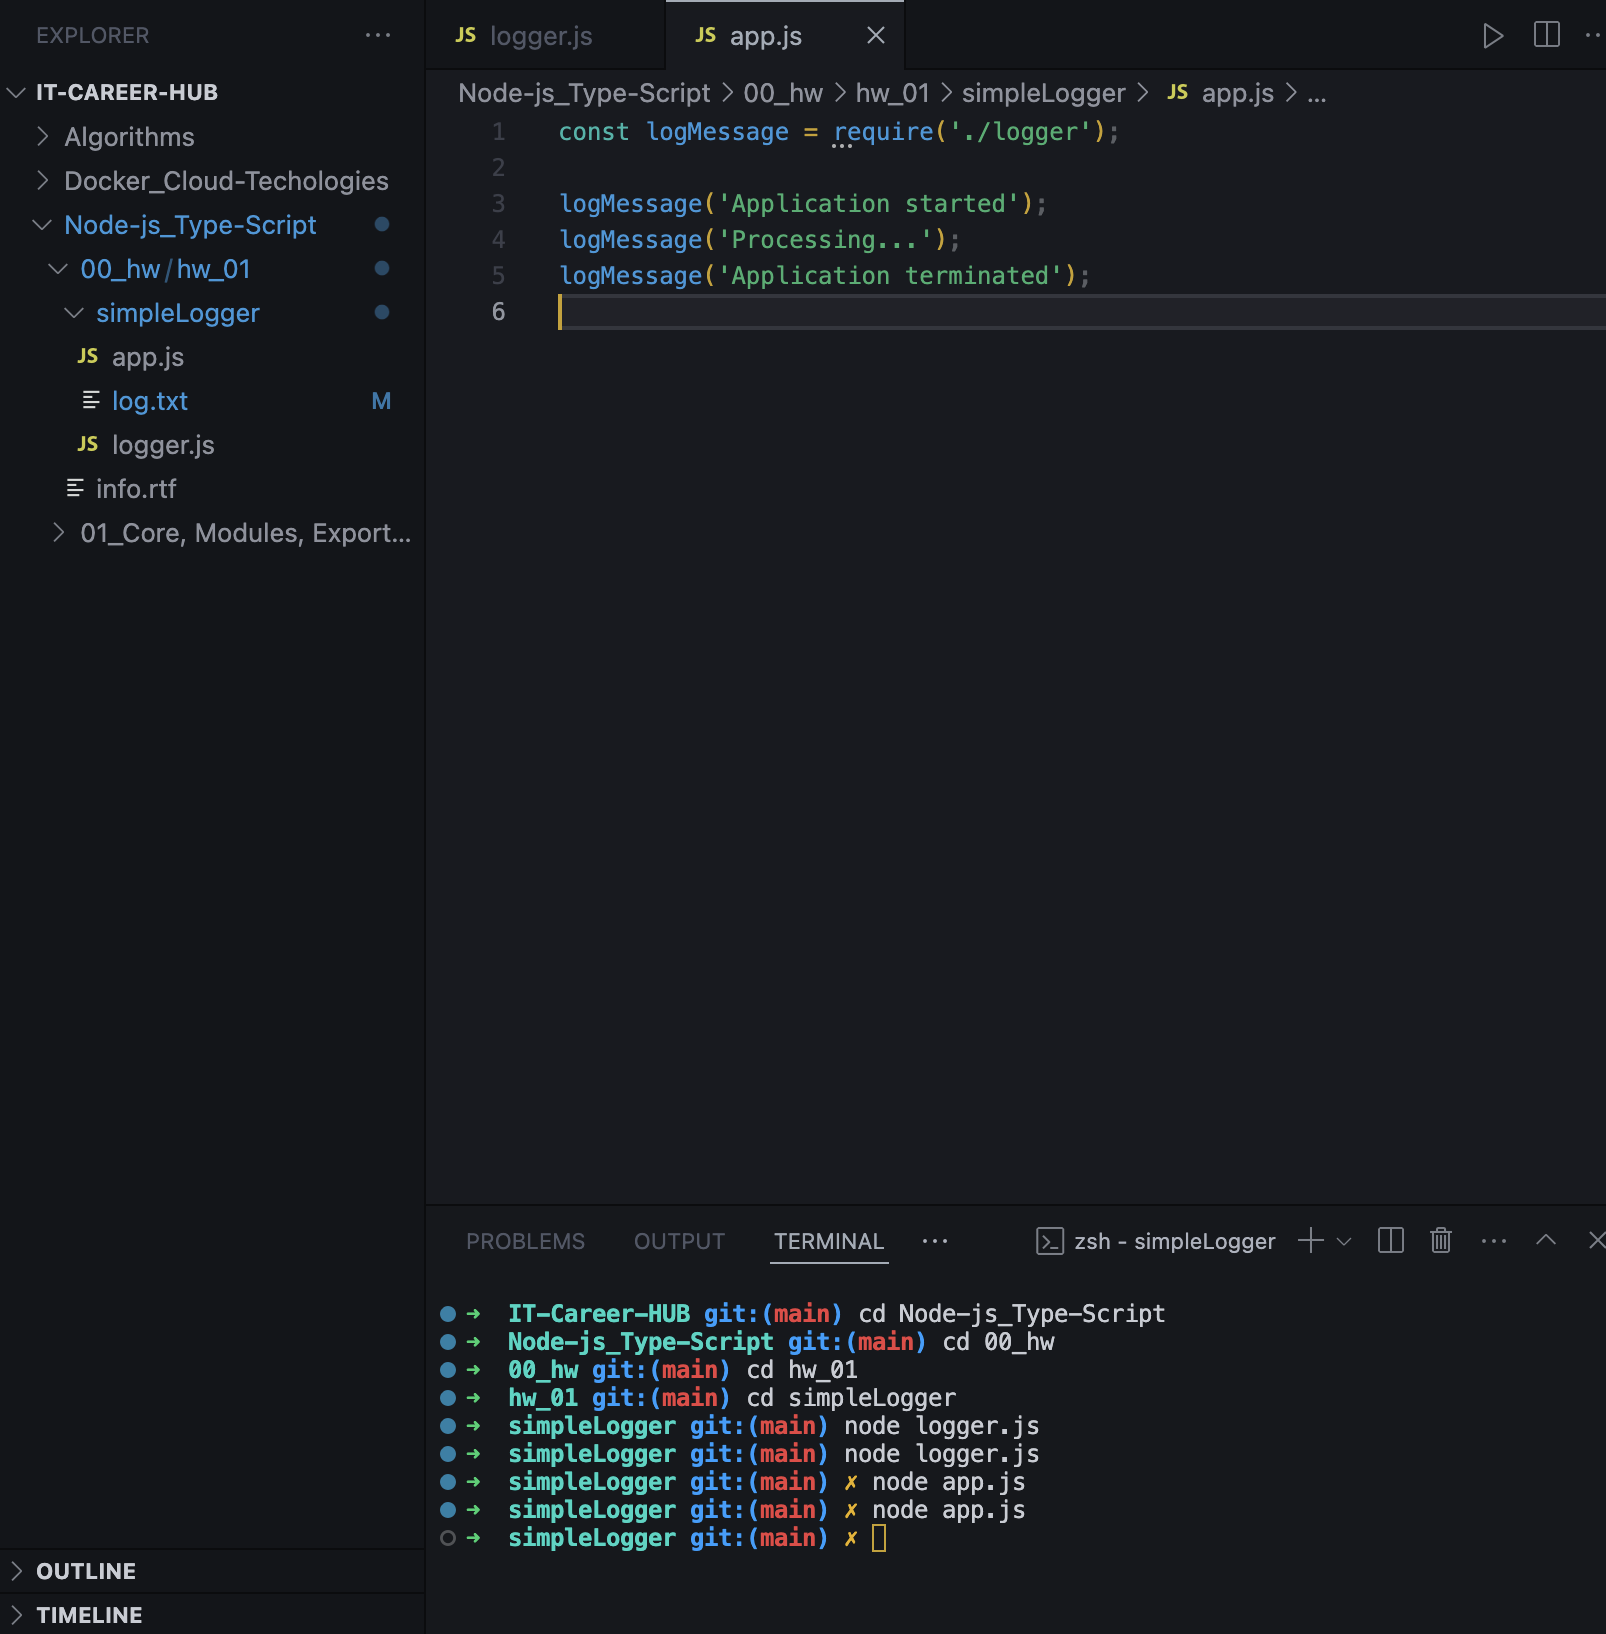 EXPLORER
IT-CAREER-HUB
Algorithms
Docker_Cloud-Techologies
Node-js_Type-Script
00_hw/hw_01
simpleLogger
JS app.js
log.txt M
JS logger.js
info.rtf
01_Core, Modules, Export...
OUTLINE
TIMELINE
JS logger.js
JS app.js
Node-js_Type-Script > 00_hw > hw_01 > simpleLogger > JS app.js > ...
1 const logMessage = require('./logger');
2
3 logMessage('Application started');
4 logMessage('Processing...');
5 logMessage('Application terminated');
6
PROBLEMS OUTPUT TERMINAL ... zsh - simpleLogger
➜ IT-Career-HUB git:(main) cd Node-js_Type-Script
➜ Node-js_Type-Script git:(main) cd 00_hw
➜ 00_hw git:(main) cd hw_01
➜ hw_01 git:(main) cd simpleLogger
➜ simpleLogger git:(main) node logger.js
➜ simpleLogger git:(main) node logger.js
➜ simpleLogger git:(main) ✗ node app.js
➜ simpleLogger git:(main) ✗ node app.js
➜ simpleLogger git:(main) ✗